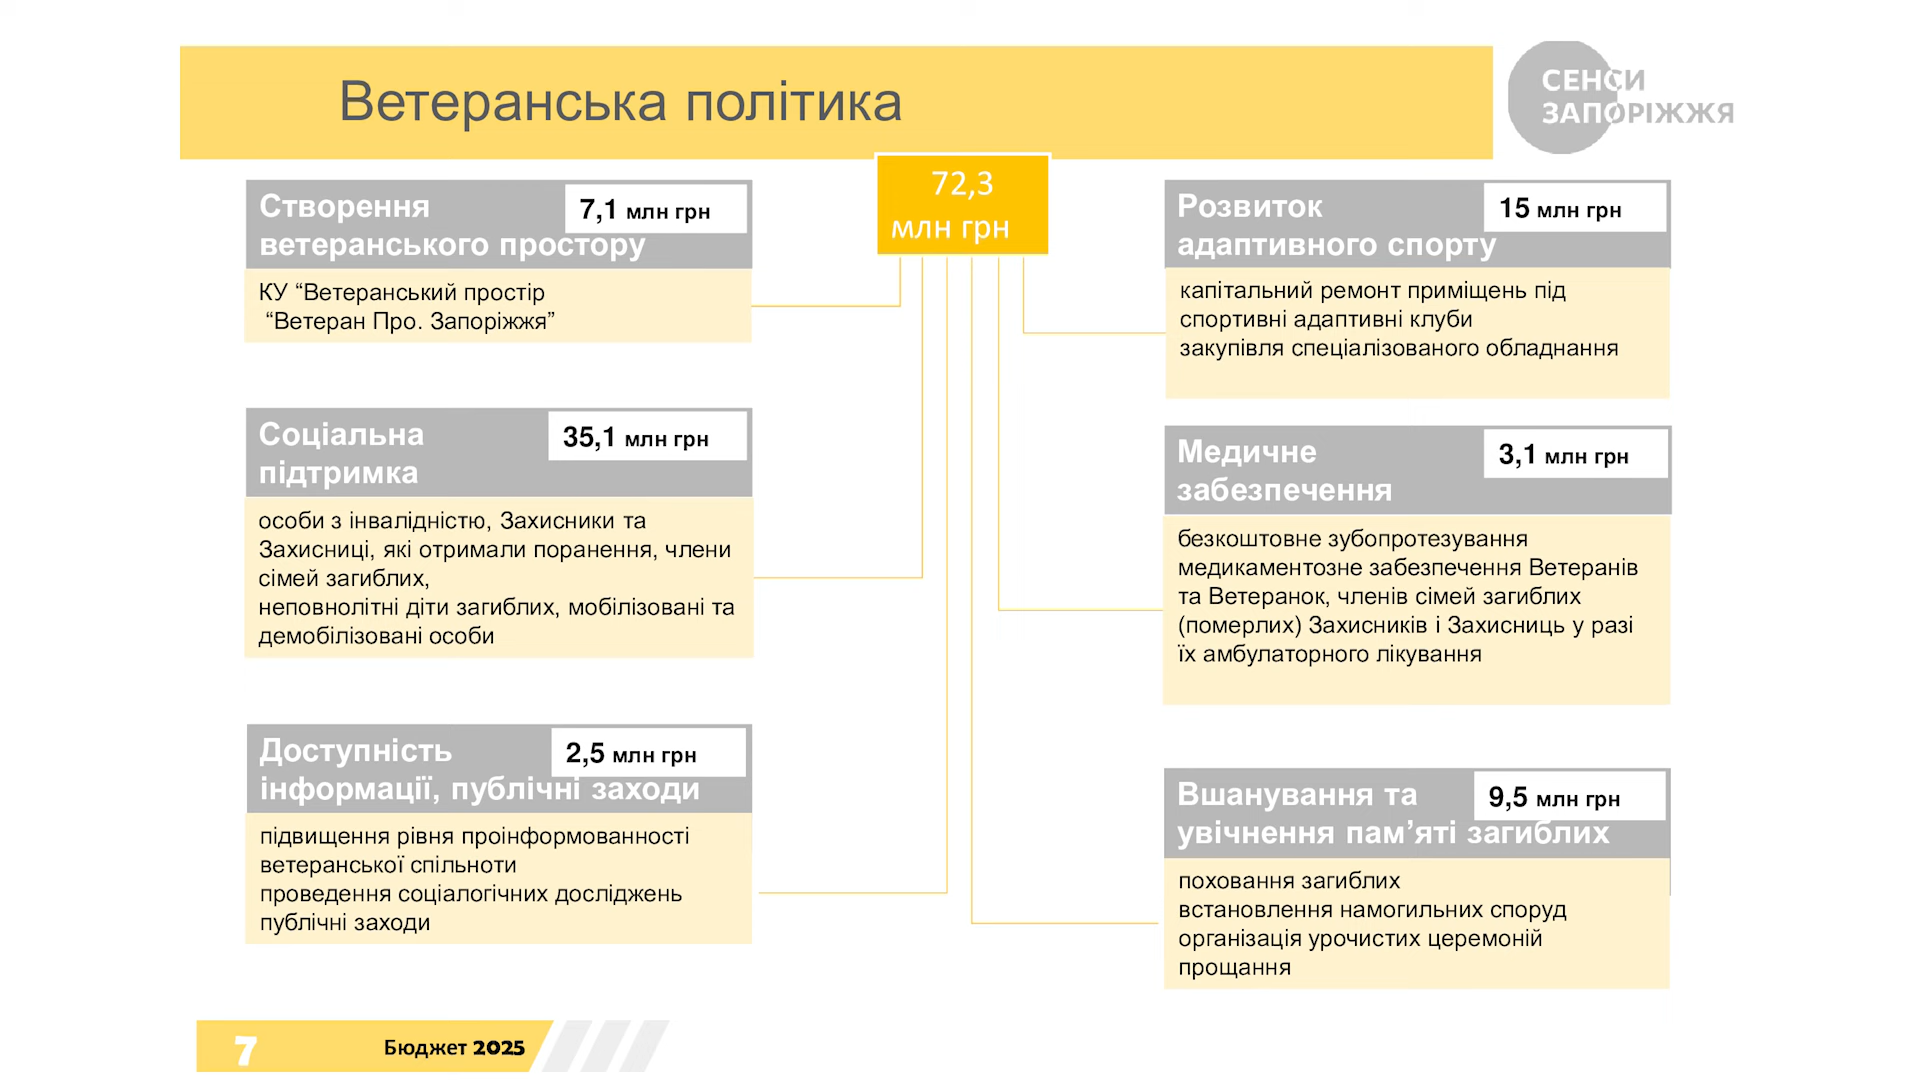 Ветеранська політика
СЕНСИ
ЗАПОРІЖЖЯ
72,3
млн грн
Створення
ветеранського простору
7,1 млн грн
КУ “Ветеранський простір
“Ветеран Про. Запоріжжя”
Соціальна
підтримка
35,1 млн грн
особи з інвалідністю, Захисники та
Захисниці, які отримали поранення, члени
сімей загиблих,
неповнолітні діти загиблих, мобілізовані та
демобілізовані особи
Доступність
інформації, публічні заходи
2,5 млн грн
підвищення рівня проінформованності
ветеранської спільноти
проведення соціалогічних досліджень
публічні заходи
Розвиток
адаптивного спорту
15 млн грн
капітальний ремонт приміщень під
спортивні адаптивні клуби
закупівля спеціалізованого обладнання
Медичне
забезпечення
3,1 млн грн
безкоштовне зубопротезування
медикаментозне забезпечення Ветеранів
та Ветеранок, членів сімей загиблих
(померлих) Захисників і Захисниць у разі
їх амбулаторного лікування
Вшанування та
увічнення пам’яті загиблих
9,5 млн грн
поховання загиблих
встановлення намогильних споруд
організація урочистих церемоній
прощання
7
Бюджет 2025